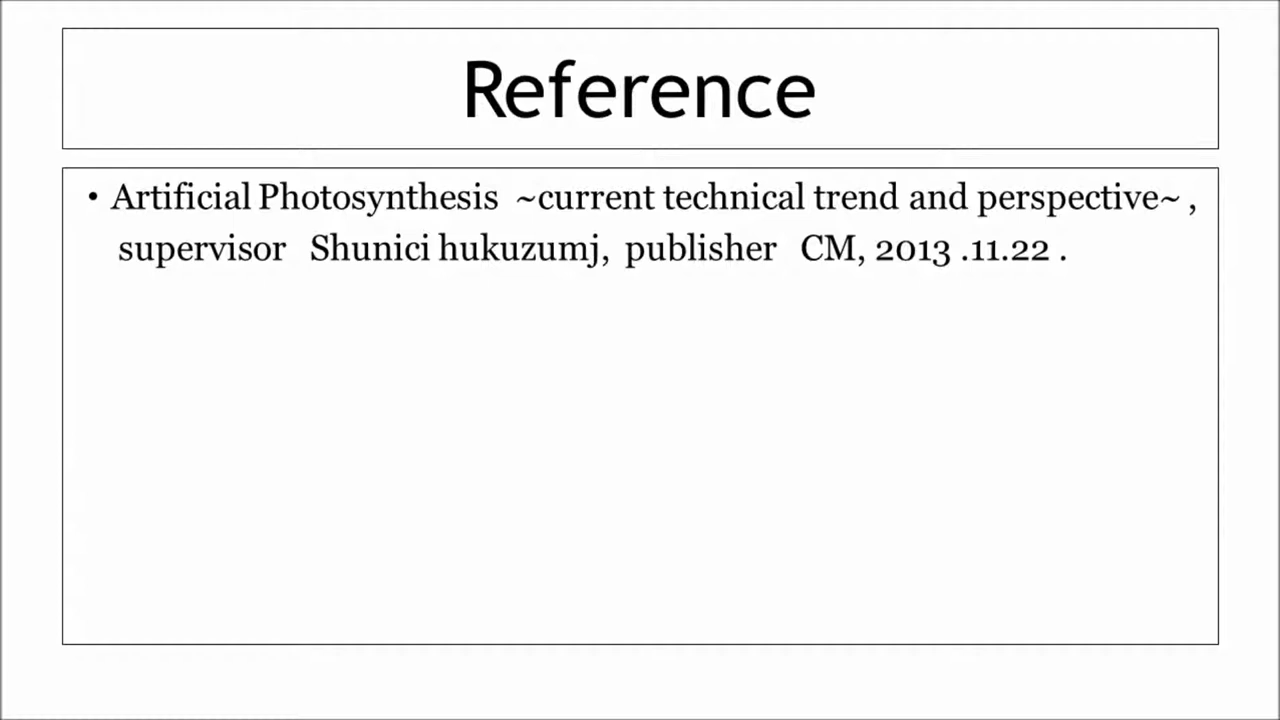 Reference
• Artificial Photosynthesis ~current technical trend and perspective~ ,
supervisor Shunici hukuzumj, publisher CM, 2013 .11.22 .